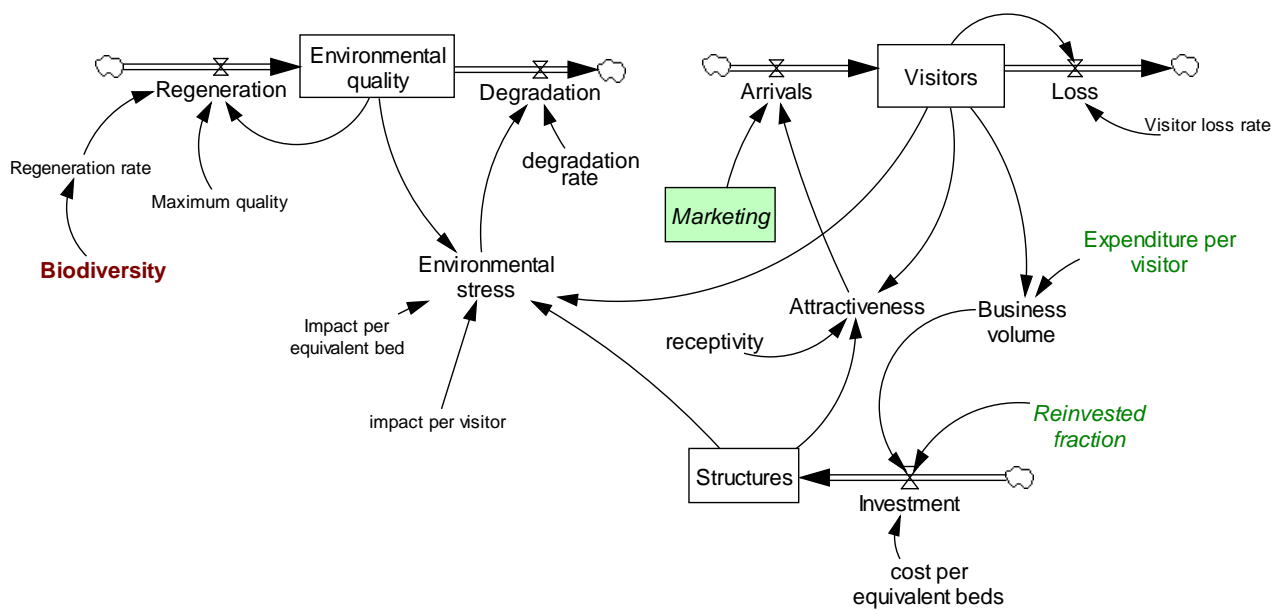 Environmental
quality
Regeneration
Degradation
Visitors
Arrivals
Loss
Visitor loss rate
Regeneration rate
Maximum quality
degradation
rate
Marketing
Biodiversity
Environmental
stress
Expenditure per
visitor
Attractiveness
Business
volume
Impact per
equivalent bed
receptivity
impact per visitor
Reinvested
fraction
Structures
Investment
cost per
equivalent beds